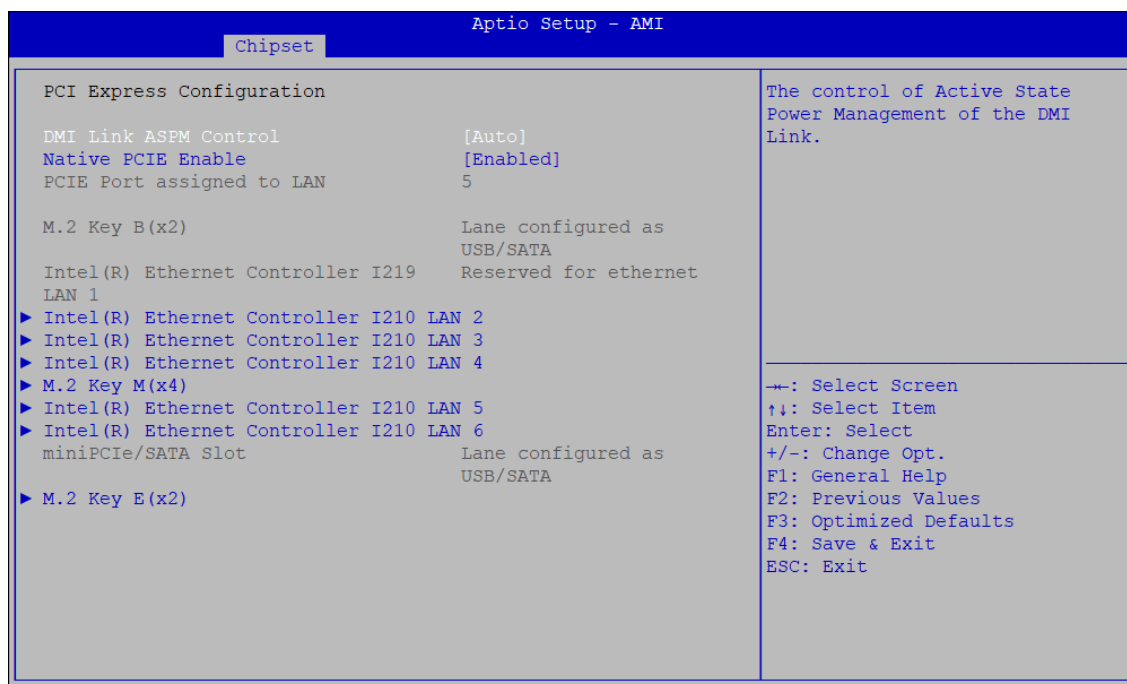 Aptio Setup - AMI
Chipset
PCI Express Configuration
DMI Link ASPM Control [Auto]
Native PCIE Enable [Enabled]
PCIE Port assigned to LAN 5
M.2 Key B(x2) Lane configured as
USB/SATA
Intel(R) Ethernet Controller I219 Reserved for ethernet
LAN 1
► Intel(R) Ethernet Controller I210 LAN 2
► Intel(R) Ethernet Controller I210 LAN 3
► Intel(R) Ethernet Controller I210 LAN 4
► M.2 Key M(x4)
► Intel(R) Ethernet Controller I210 LAN 5
► Intel(R) Ethernet Controller I210 LAN 6
miniPCIe/SATA Slot Lane configured as
USB/SATA
► M.2 Key E(x2)
The control of Active State
Power Management of the DMI
Link.
→←: Select Screen
↑↓: Select Item
Enter: Select
+/-: Change Opt.
F1: General Help
F2: Previous Values
F3: Optimized Defaults
F4: Save & Exit
ESC: Exit